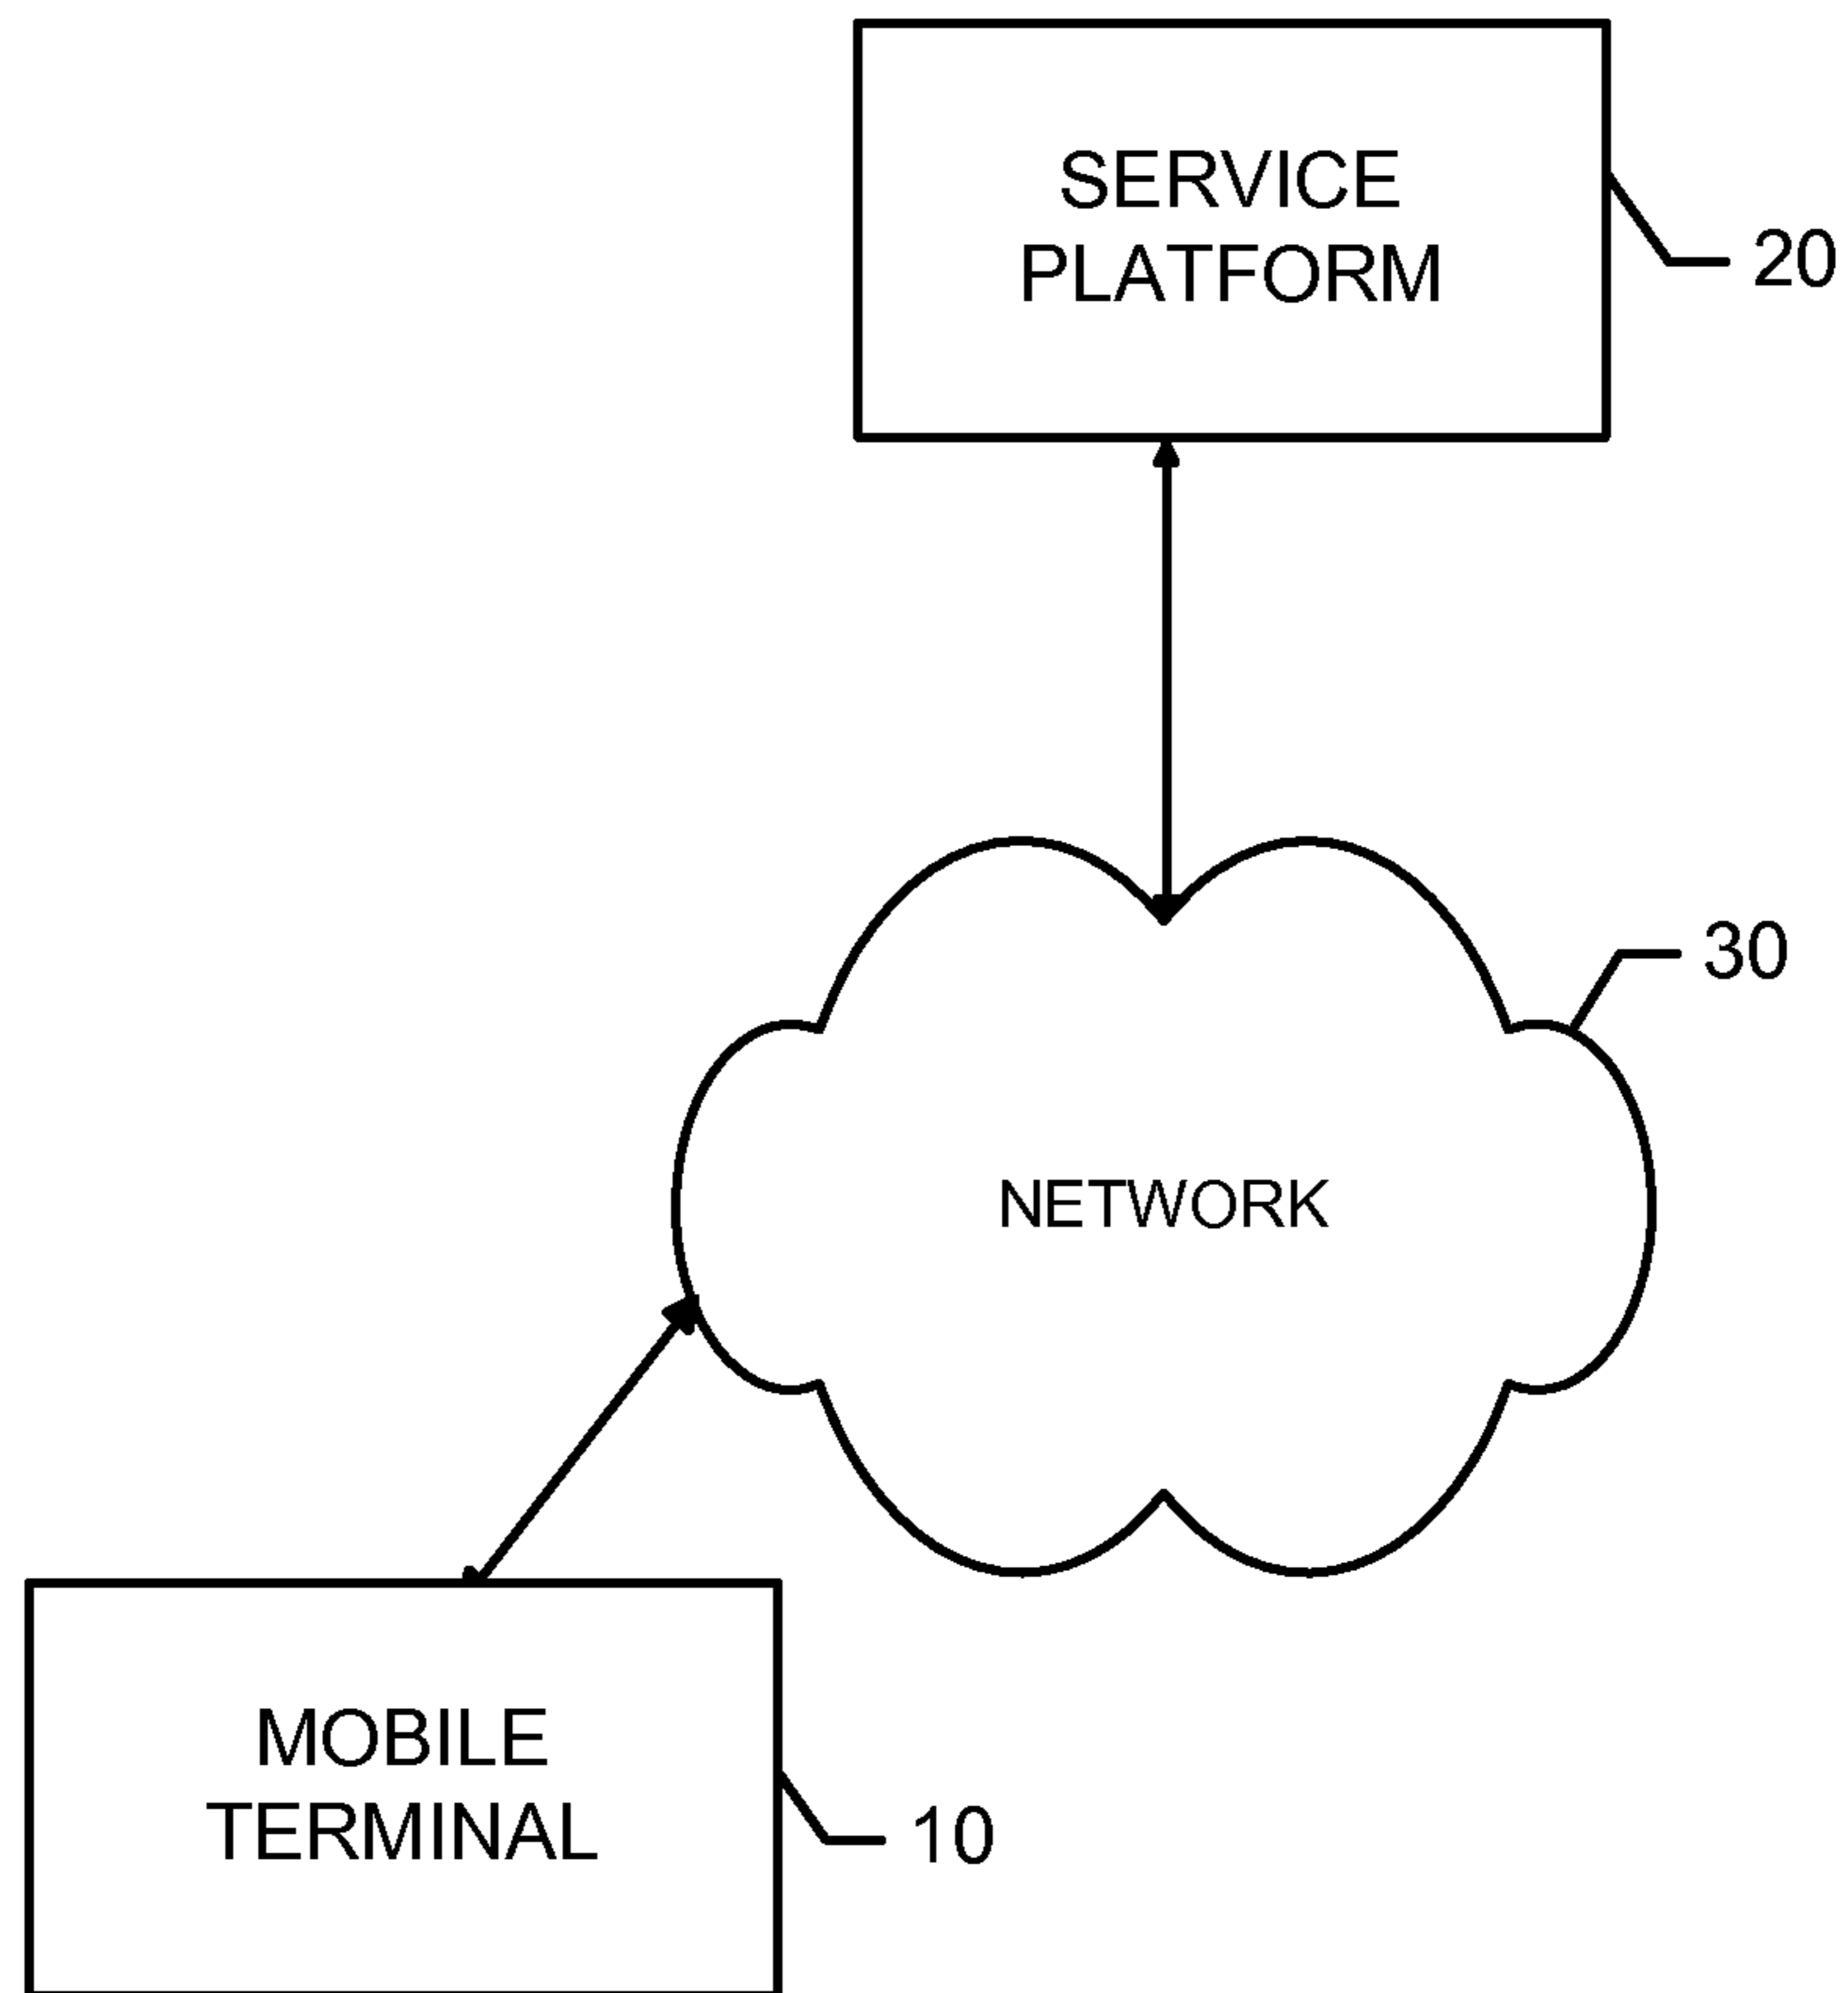 SERVICE
PLATFORM
20
30
NETWORK
MOBILE
TERMINAL
10